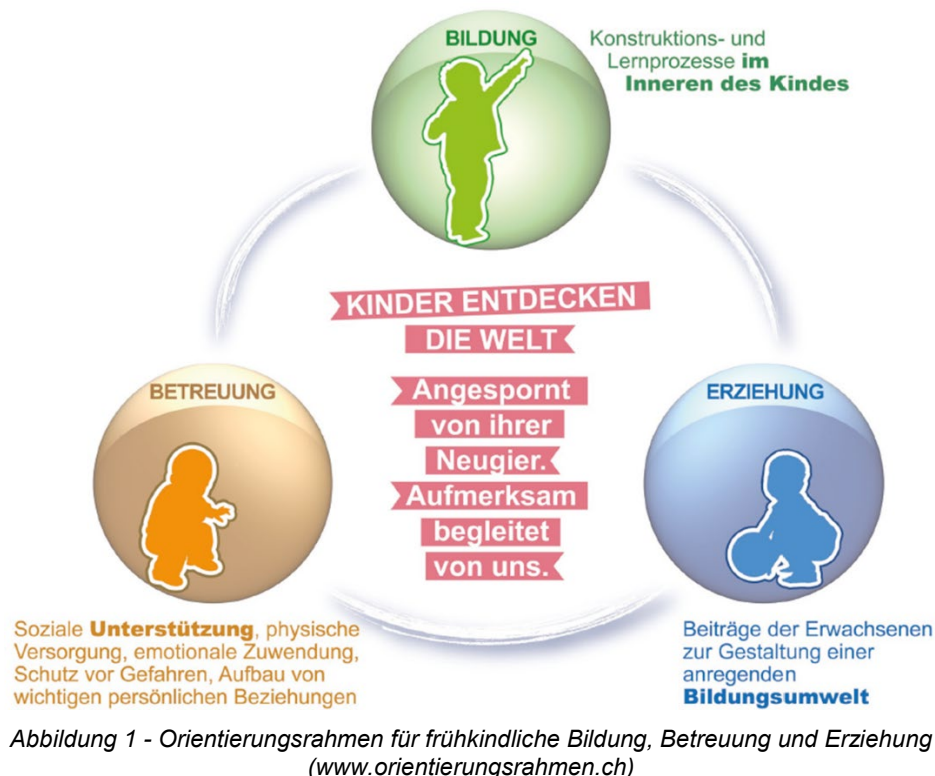 BILDUNG
Konstruktions- und
Lernprozesse im
Inneren des Kindes
KINDER ENTDECKEN
DIE WELT
Angespornt
von ihrer
Neugier.
Aufmerksam
begleitet
von uns.
BETREUUNG
Soziale Unterstützung, physische
Versorgung, emotionale Zuwendung,
Schutz vor Gefahren, Aufbau von
wichtigen persönlichen Beziehungen
ERZIEHUNG
Beiträge der Erwachsenen
zur Gestaltung einer
anregenden
Bildungsumwelt
Abbildung 1 - Orientierungsrahmen für frühkindliche Bildung, Betreuung und Erziehung
(www.orientierungsrahmen.ch)